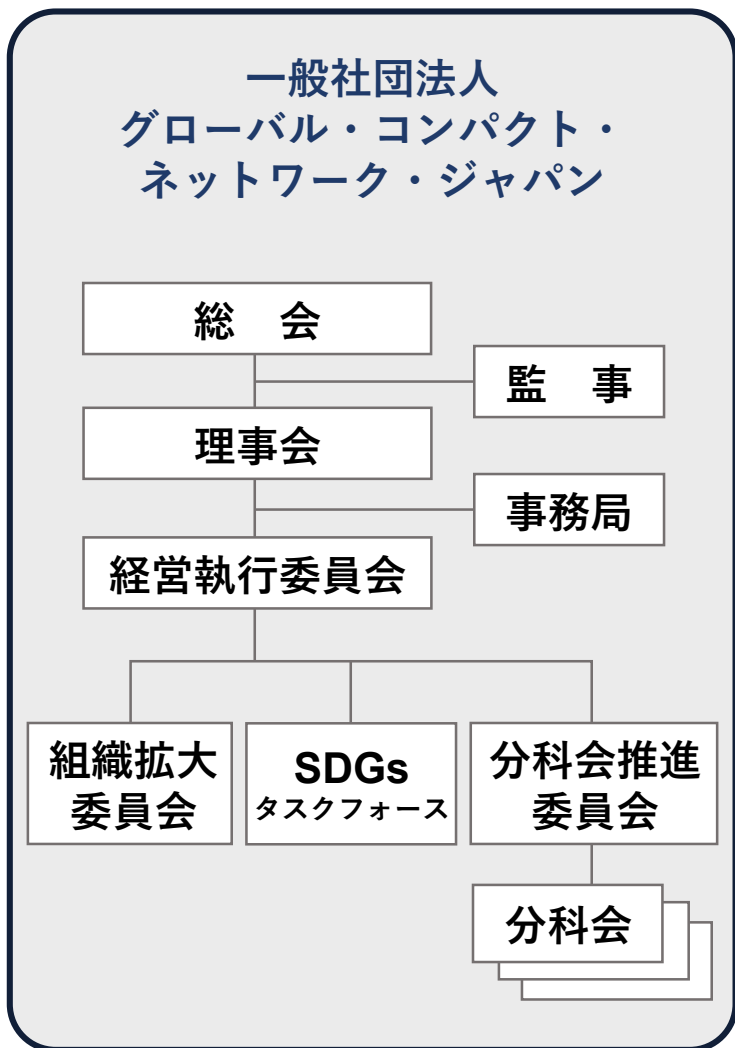 一般社団法人
グローバル・コンパクト・
ネットワーク・ジャパン
総　会
監　事
理事会
事務局
経営執行委員会
組織拡大
委員会
SDGs
タスクフォース
分科会推進
委員会
分科会